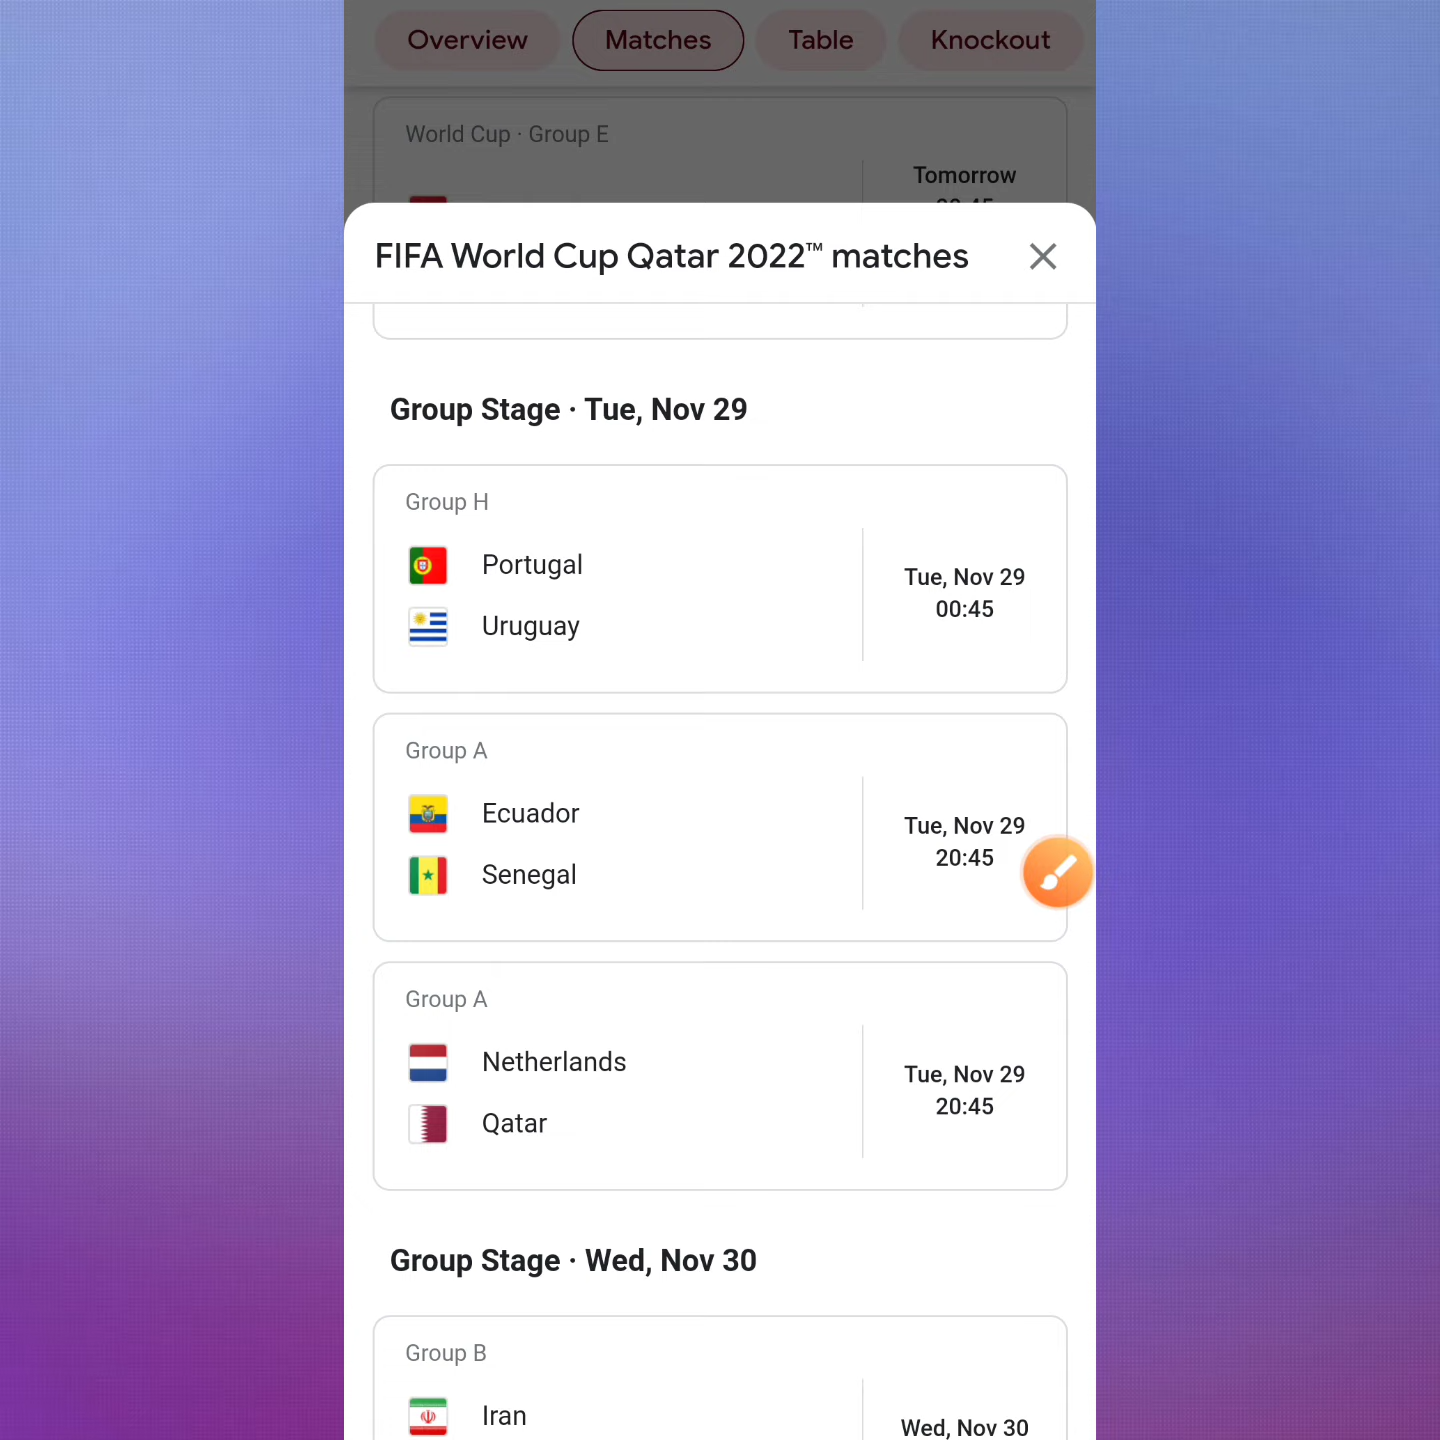 Overview Matches Table Knockout
World Cup · Group E
Tomorrow
FIFA World Cup Qatar 2022™ matches
Group Stage · Tue, Nov 29
Group H
Portugal
Uruguay
Tue, Nov 29
00:45
Group A
Ecuador
Senegal
Tue, Nov 29
20:45
Group A
Netherlands
Qatar
Tue, Nov 29
20:45
Group Stage · Wed, Nov 30
Group B
Iran
Wed, Nov 30